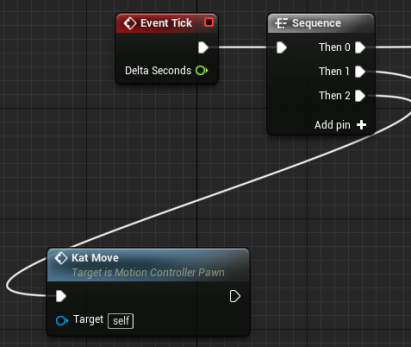 Event Tick
Delta Seconds
Sequence
Then 0
Then 1
Then 2
Add pin
Kat Move
Target is Motion Controller Pawn
Target self